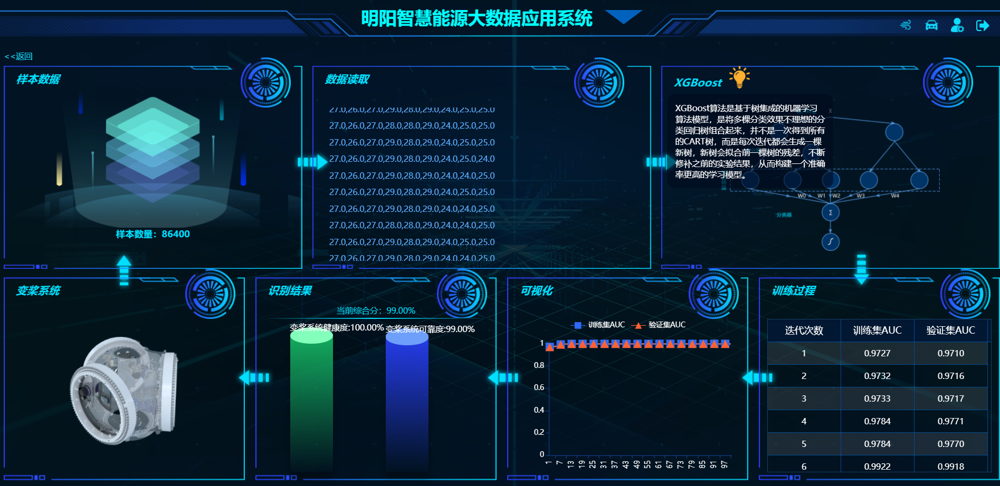 明阳智慧能源大数据应用系统
<<返回
样本数据
样本数量：86400
数据读取
27.0,26.0,27.0,29.0,28.0,29.0,24.0,25.0,25.0
27.0,26.0,27.0,28.0,28.0,29.0,24.0,25.0,25.0
27.0,26.0,27.0,29.0,28.0,29.0,24.0,25.0,25.0
27.0,26.0,27.0,29.0,28.0,29.0,24.0,25.0,24.0
27.0,26.0,27.0,29.0,28.0,29.0,24.0,24.0,25.0
27.0,26.0,27.0,28.0,28.0,29.0,24.0,25.0,25.0
27.0,26.0,27.0,29.0,28.0,29.0,24.0,25.0,25.0
27.0,26.0,27.0,28.0,28.0,29.0,24.0,24.0,25.0
27.0,26.0,27.0,29.0,28.0,29.0,24.0,25.0,25.0
27.0,26.0,27.0,29.0,28.0,29.0,24.0,24.0,25.0
XGBoost
XGBoost算法是基于树集成的机器学习
算法模型，是将多棵分类效果不理想的分
类回归树组合起来，并不是一次得到所有
的CART树，而是每次迭代都会生成一棵
新树，新树会拟合前一棵树的残差，不断
修补之前的实验结果，从而构建一个准确
率更高的学习模型。
X
W0 W1 W2 W3 W4
Σ
分类器
∫
变桨系统
识别结果
当前综合分：99.00%
变桨系统健康度:100.00%
变桨系统可靠度:99.00%
可视化
训练集AUC 验证集AUC
1
0.8
0.6
0.4
0.2
0
1 7 13 19 25 31 37 43 49 55 61 67 73 79 85 91 97
训练过程
迭代次数 训练集AUC 验证集AUC
1 0.9727 0.9710
2 0.9732 0.9716
3 0.9733 0.9717
4 0.9784 0.9771
5 0.9784 0.9770
6 0.9922 0.9918